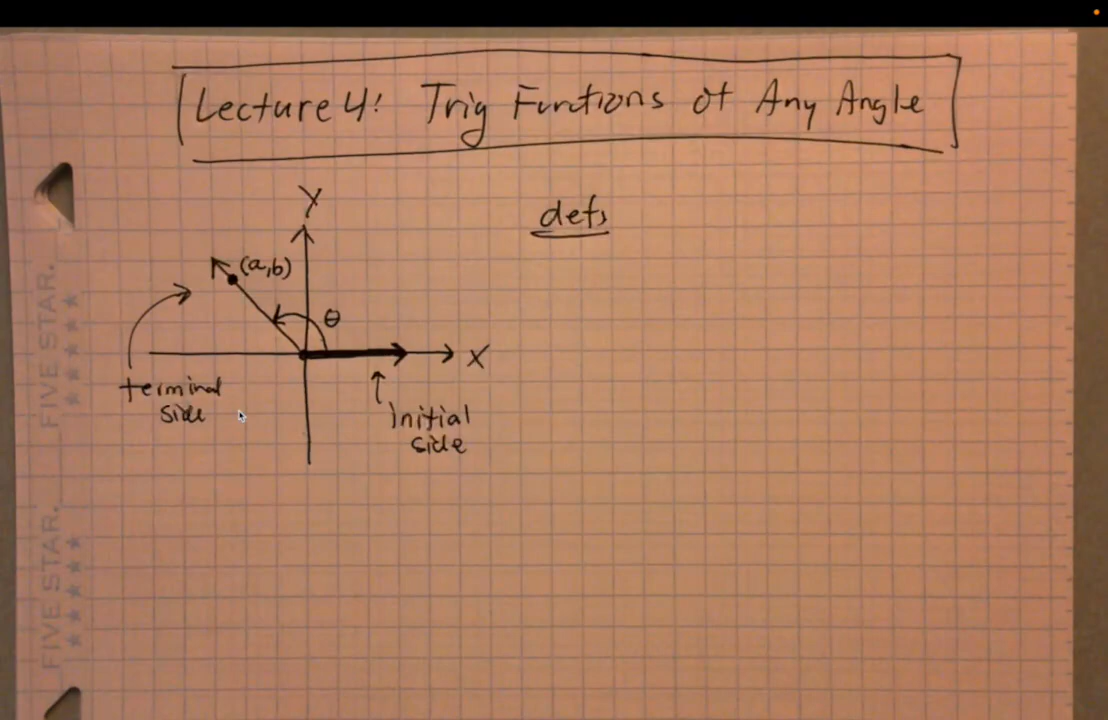 Lecture 4: Trig Functions of Any Angle
Y
defs
(a,b)
θ
X
terminal
side
initial
side
FIVE STAR.
FIVE STAR.